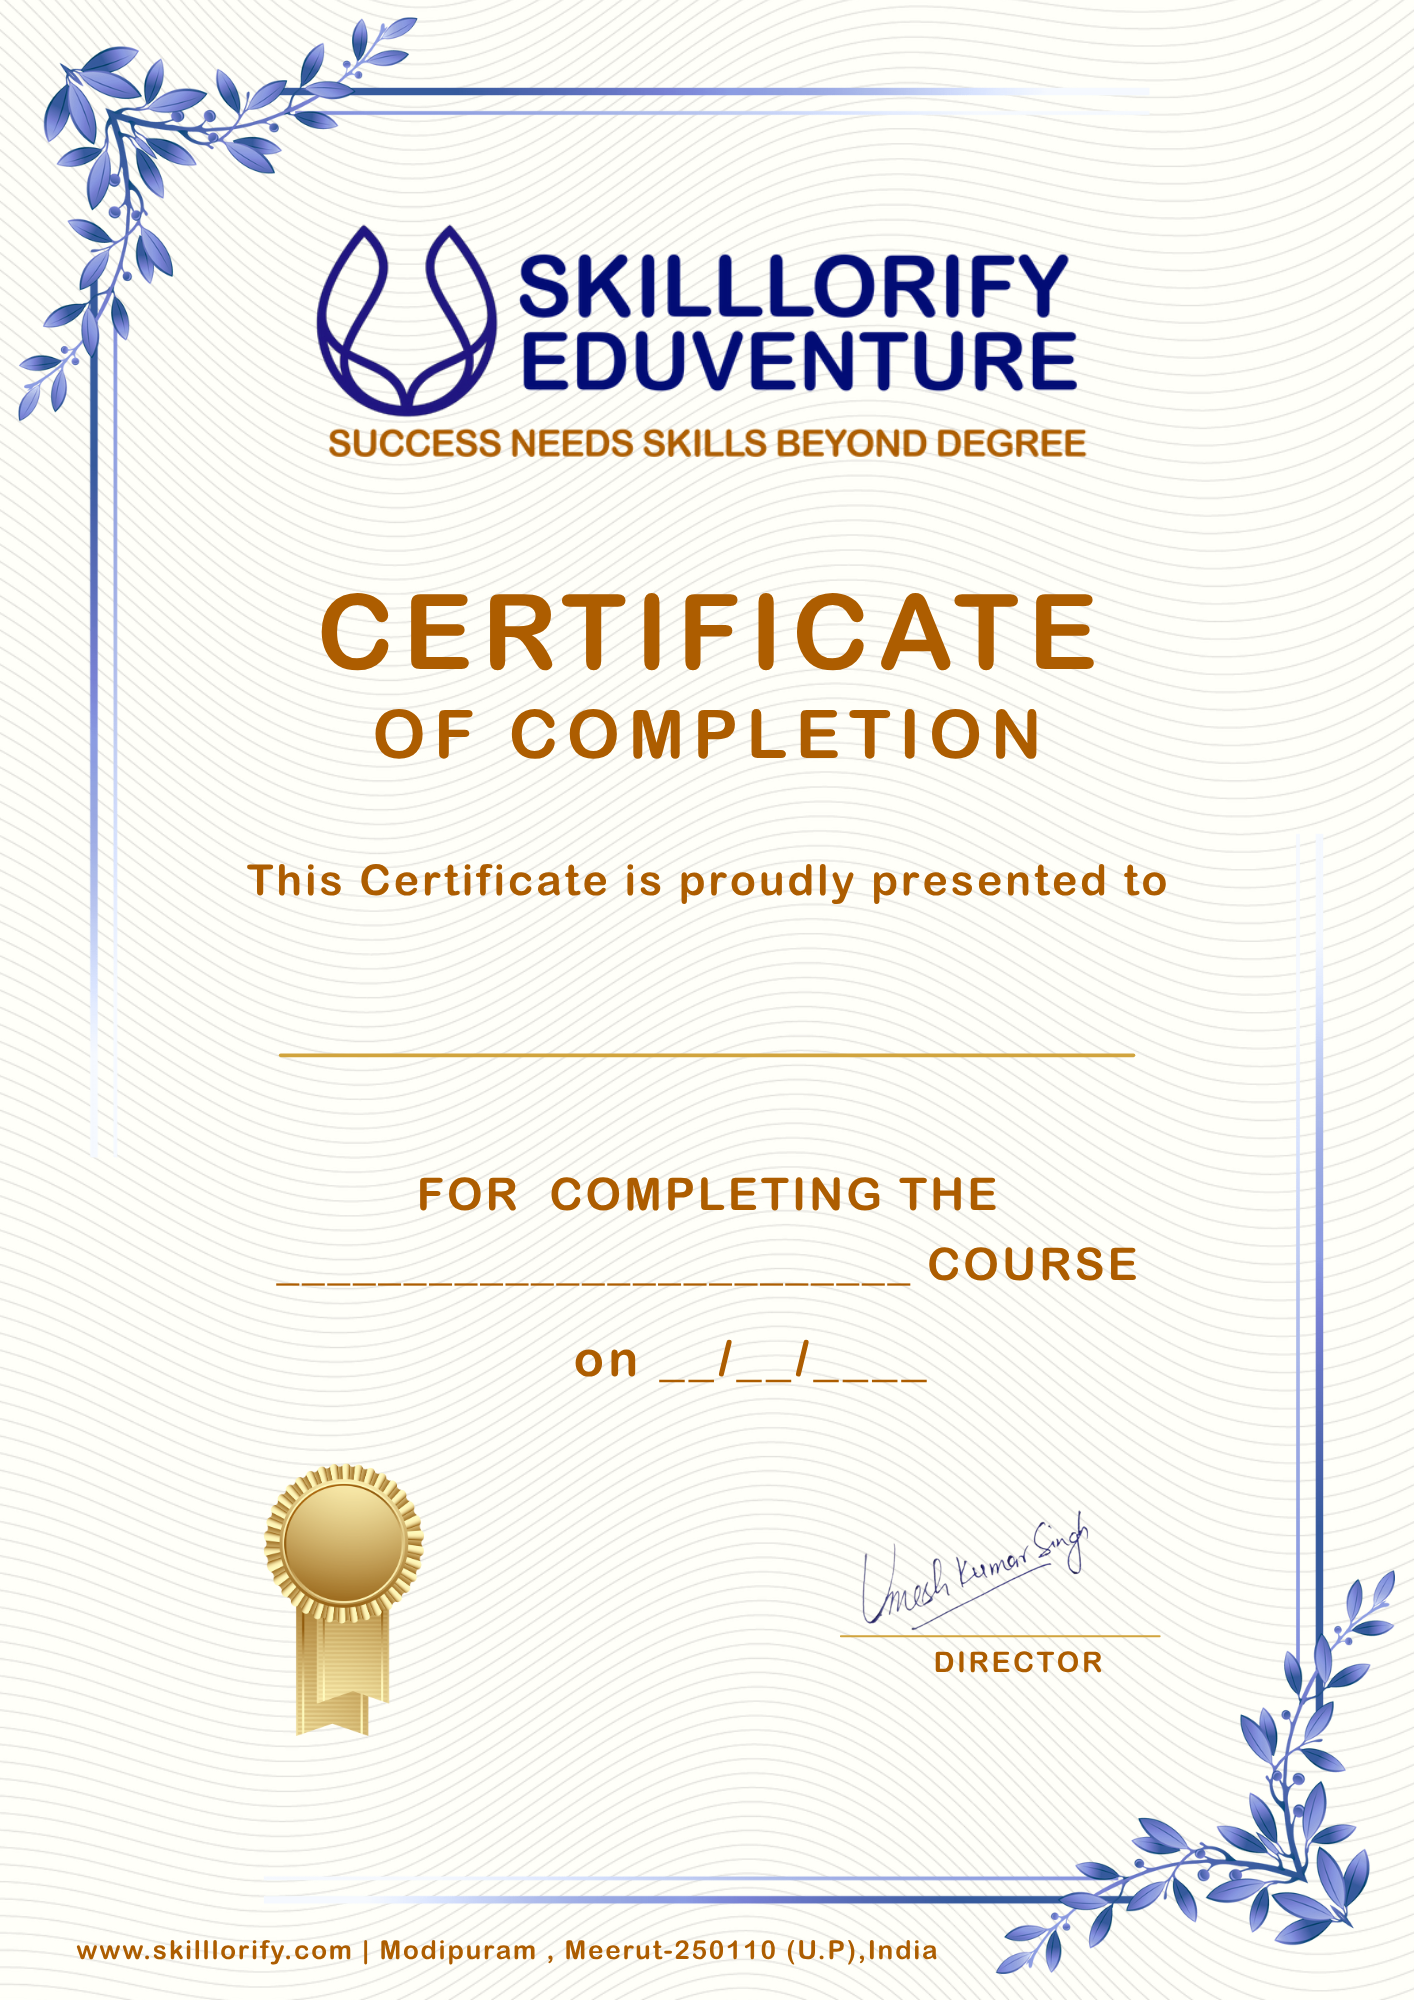 SKILLLORIFY
EDUVENTURE
SUCCESS NEEDS SKILLS BEYOND DEGREE
CERTIFICATE
OF COMPLETION
This Certificate is proudly presented to
FOR COMPLETING THE
_________________________ COURSE
on __/__/____
Umesh Kumar Singh
DIRECTOR
www.skilllorify.com | Modipuram , Meerut-250110 (U.P),India